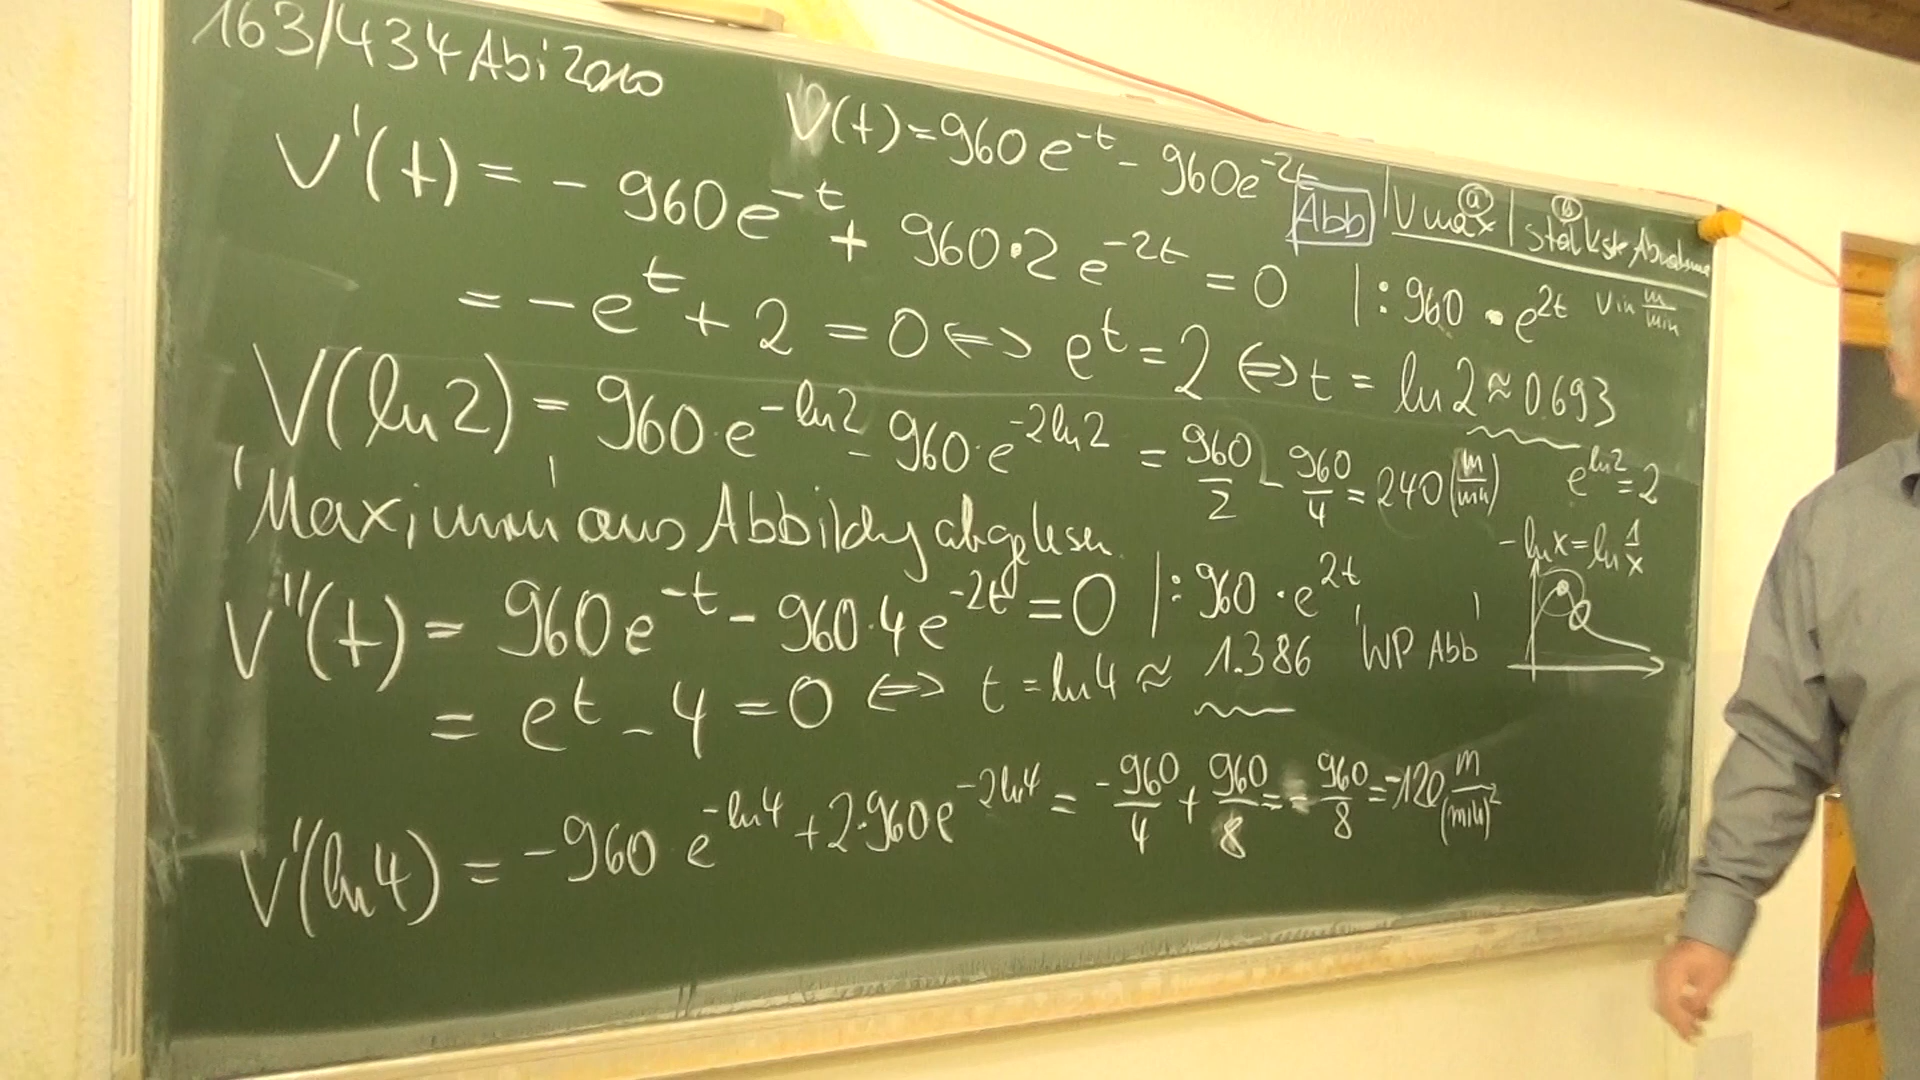 163/434 Abi 2010
V(t) = 960 e^{-t} - 960 e^{-2t}
Abb | Vmax ⓐ | stärkste Abnahme ⓑ
V'(t) = - 960 e^{-t} + 960 · 2 e^{-2t} = 0 | : 960 · e^{2t} V in m/min
= - e^t + 2 = 0 <=> e^t = 2 <=> t = ln 2 ≈ 0.693
V(ln 2) = 960 · e^{-ln 2} - 960 · e^{-2 ln 2} = 960/2 - 960/4 = 240 (m/min) e^{ln 2} = 2
'Maximum aus Abbildung abgelesen' - ln x = ln 1/x
V''(t) = 960 e^{-t} - 960 · 4 e^{-2t} = 0 | : 960 · e^{2t}
= e^t - 4 = 0 <=> t = ln 4 ≈ 1.386 'WP Abb'
V'(ln 4) = - 960 e^{-ln 4} + 2 · 960 e^{-2 ln 4} = - 960/4 + 960/8 = - 960/8 = -120 m/(min)^2